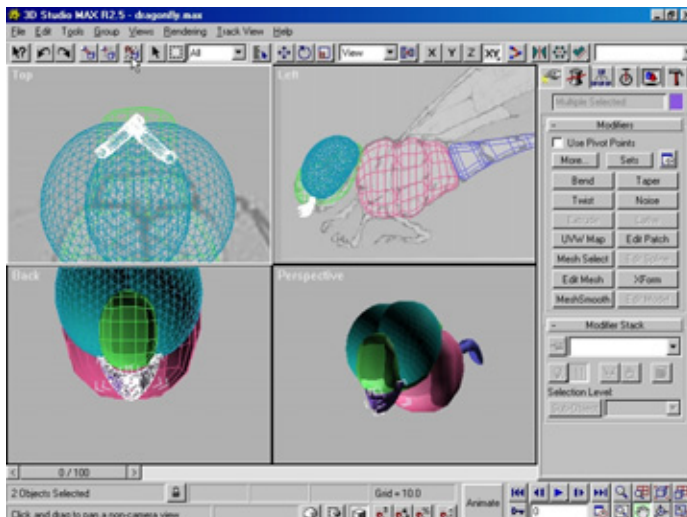 3D Studio MAX R2.5 - dragonfly.max
File Edit Tools Group Views Rendering Track View Help
All View X Y Z XY
Top
Left
Multiple Selected
Modifiers
Use Pivot Points
More... Sets
Bend Taper
Twist Noise
Extrude Lathe
UVW Map Edit Patch
Mesh Select Edit Spline
Edit Mesh XForm
MeshSmooth Edit Model
Back
Perspective
Modifier Stack
Selection Level:
Sub-Object
0 / 100
2 Objects Selected Grid = 10.0 Animate
Click and drag to pan a non-camera view 0